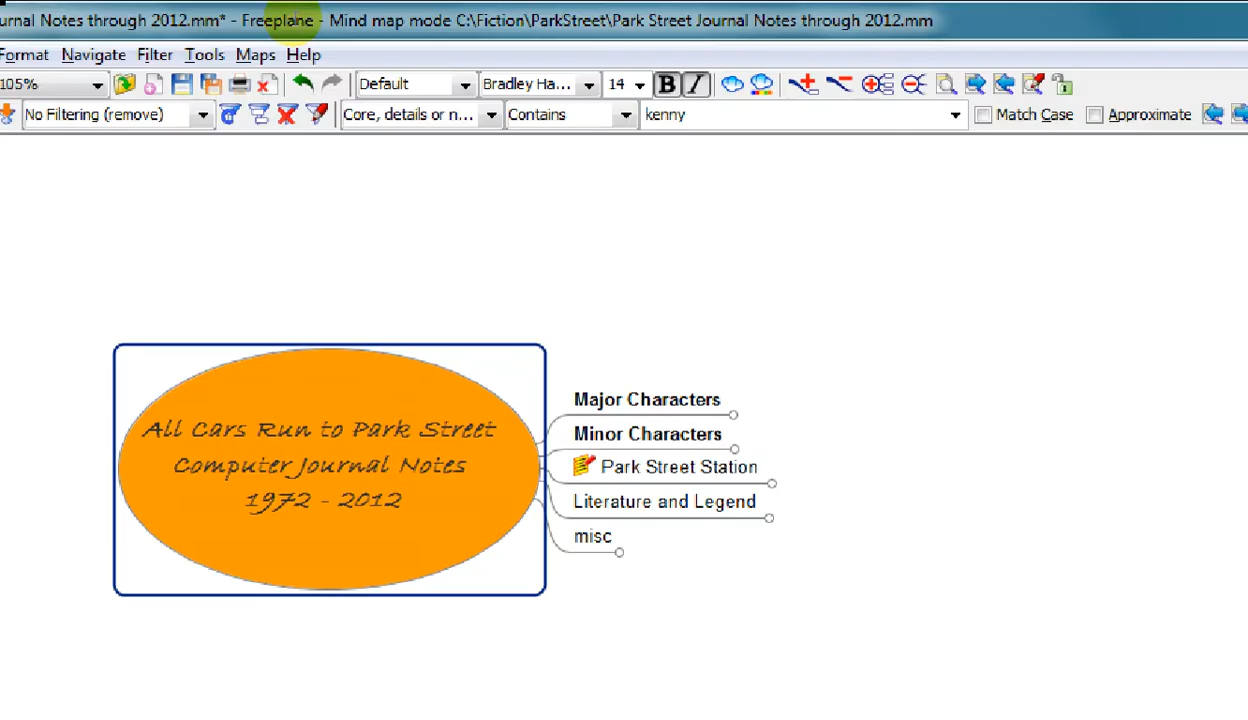 urnal Notes through 2012.mm* - Freeplane - Mind map mode C:\Fiction\ParkStreet\Park Street Journal Notes through 2012.mm
Format Navigate Filter Tools Maps Help
105% Default Bradley Ha... 14 B I
No Filtering (remove) Core, details or n... Contains kenny Match Case Approximate
Major Characters
Minor Characters
Park Street Station
Literature and Legend
misc
All Cars Run to Park Street
Computer Journal Notes
1972 - 2012